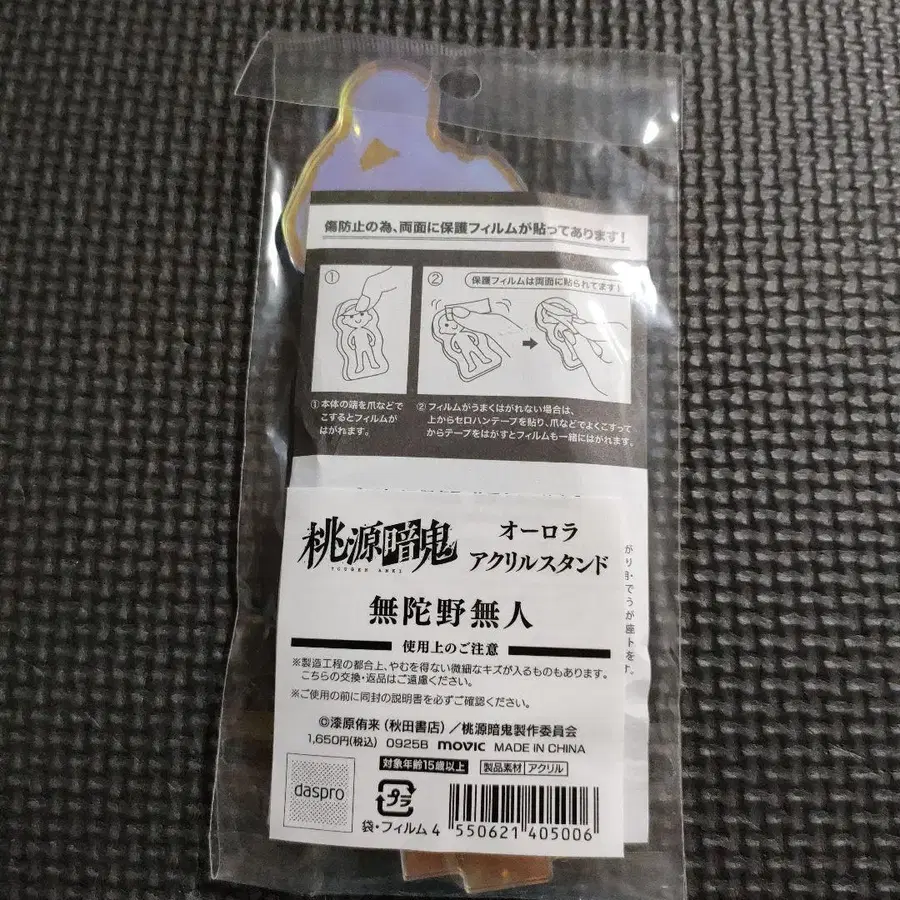 傷防止の為、両面に保護フィルムが貼ってあります!
①
②
保護フィルムは両面に貼られてます!
①本体の端を爪などで
こするとフィルムが
はがれます。
②フィルムがうまくはがれない場合は、
上からセロハンテープを貼り、爪などでよくこすって
からテープをはがすとフィルムも一緒にはがれます。
桃源暗鬼
TOUGEN ANKI
オーロラ
アクリルスタンド
無陀野無人
使用上のご注意
※製造工程の都合上、やむを得ない微細なキズが入るものもあります。
こちらの交換・返品はご遠慮ください。
※ご使用の前に同封の説明書を必ずご確認ください。
©漆原侑来(秋田書店)/桃源暗鬼製作委員会
1,650円(税込) 0925B movic MADE IN CHINA
対象年齢15歳以上 製品素材 アクリル
daspro
プラ
袋・フィルム
4 550621 405006